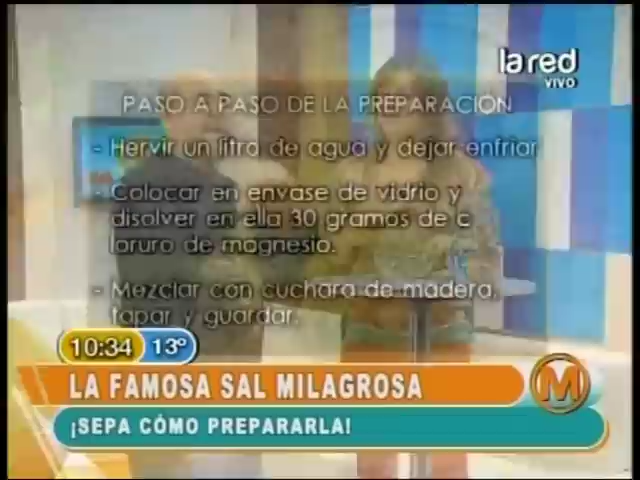 la red
VIVO
PASO A PASO DE LA PREPARACIÓN
- Hervir un litro de agua y dejar enfriar
- Colocar en envase de vidrio y
disolver en ella 30 gramos de c
loruro de magnesio.
- Mezclar con cuchara de madera,
tapar y guardar.
10:34 13°
LA FAMOSA SAL MILAGROSA
M
¡SEPA CÓMO PREPARARLA!